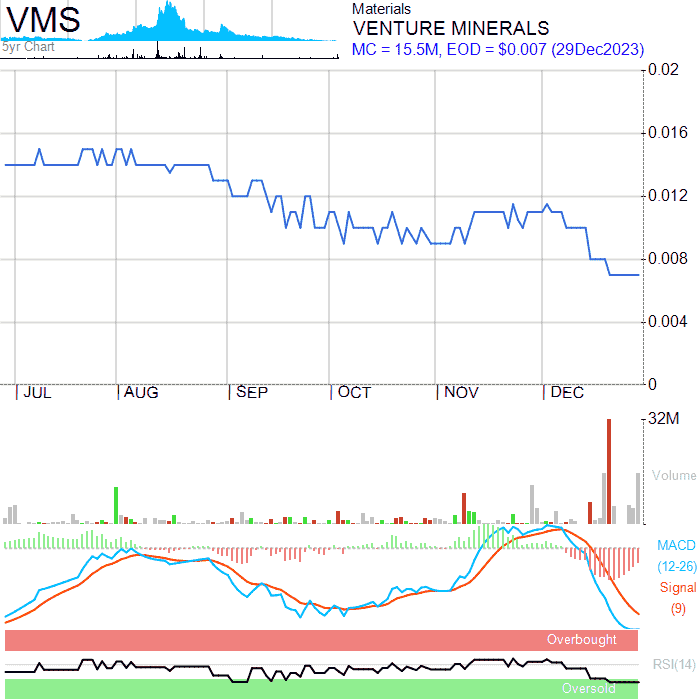 VMS
5yr Chart
Materials
VENTURE MINERALS
MC = 15.5M, EOD = $0.007 (29Dec2023)
0.02
0.016
0.012
0.008
0.004
0
JUL AUG SEP OCT NOV DEC
32M
Volume
MACD
(12-26)
Signal
(9)
Overbought
RSI(14)
Oversold